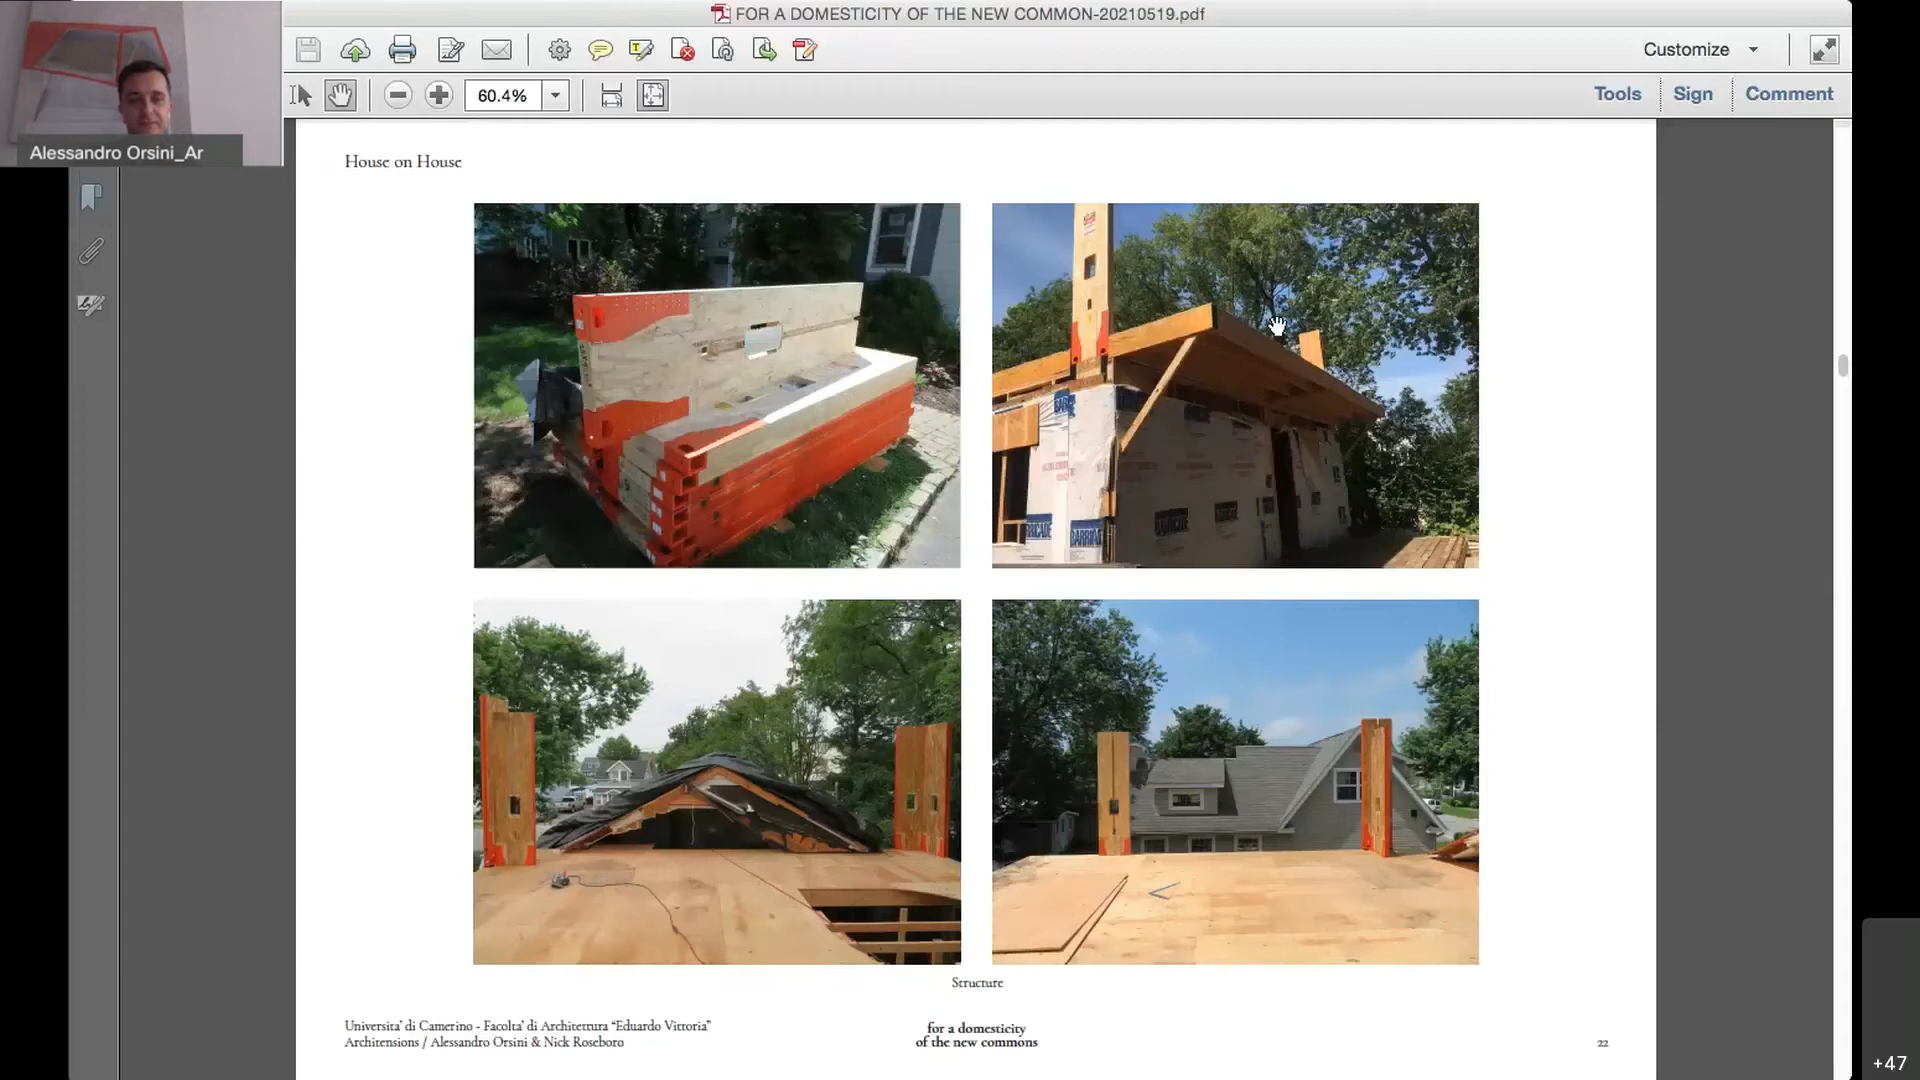 FOR A DOMESTICITY OF THE NEW COMMON-20210519.pdf
Customize
60.4%
Tools
Sign
Comment
Alessandro Orsini_Ar
House on House
BARRICADE
BARRICADE
Structure
Universita’ di Camerino - Facolta’ di Architettura “Eduardo Vittoria”
Architensions / Alessandro Orsini & Nick Roseboro
for a domesticity
of the new commons
22
+47